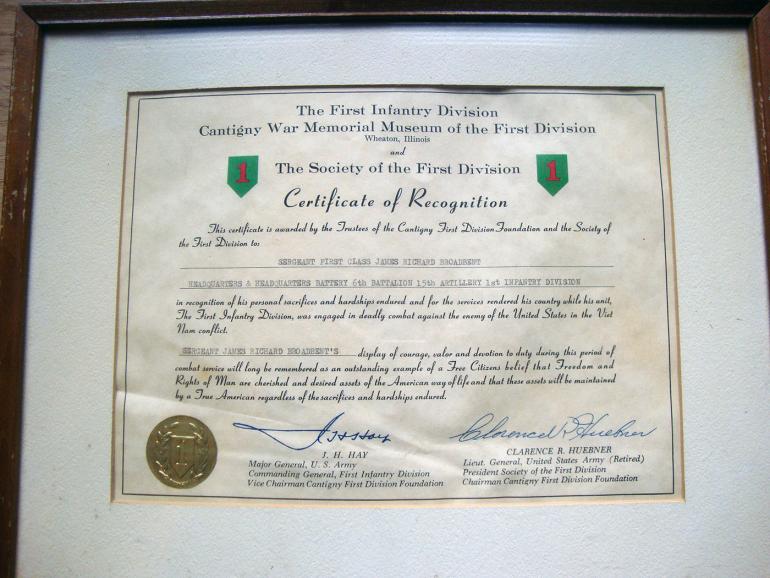 The First Infantry Division
Cantigny War Memorial Museum of the First Division
Wheaton, Illinois
and
The Society of the First Division
1
1
Certificate of Recognition
This certificate is awarded by the Trustees of the Cantigny First Division Foundation and the Society of
the First Division to:
SERGEANT FIRST CLASS JAMES RICHARD BROADBENT
HEADQUARTERS & HEADQUARTERS BATTERY 6th BATTALION 15th ARTILLERY 1st INFANTRY DIVISION
in recognition of his personal sacrifices and hardships endured and for the services rendered his country while his unit,
The First Infantry Division, was engaged in deadly combat against the enemy of the United States in the Viet
Nam conflict.
SERGEANT JAMES RICHARD BROADBENT'S display of courage, valor and devotion to duty during this period of
combat service will long be remembered as an outstanding example of a Free Citizens belief that Freedom and
Rights of Man are cherished and desired assets of the American way of life and that these assets will be maintained
by a True American regardless of the sacrifices and hardships endured.
J H Hay
J. H. HAY
Major General, U. S. Army
Commanding General, First Infantry Division
Vice Chairman Cantigny First Division Foundation
Clarence R Huebner
CLARENCE R. HUEBNER
Lieut. General, United States Army (Retired)
President Society of the First Division
Chairman Cantigny First Division Foundation